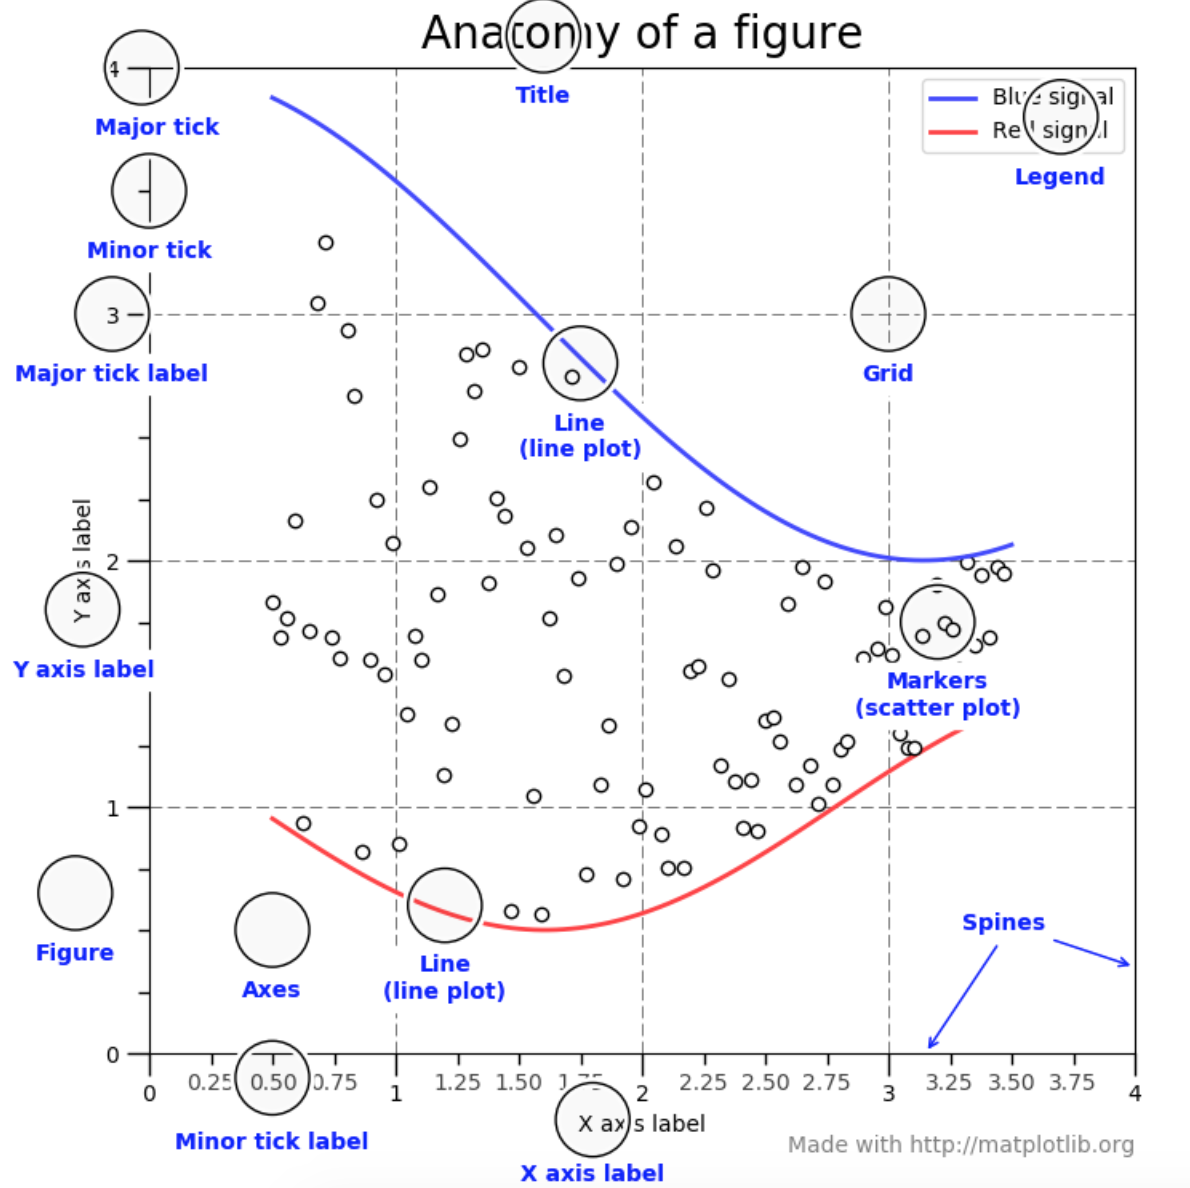 Anatomy of a figure
4
Title
Blue signal
Red signal
Major tick
Legend
Minor tick
3
Major tick label
Grid
Line
(line plot)
Y axis label
2
Y axis label
Markers
(scatter plot)
1
Spines
Figure
Axes
Line
(line plot)
0
0.25 0.50 0.75 1.25 1.50 1.75 2.25 2.50 2.75 3.25 3.50 3.75
0 1 2 3 4
X axis label
Minor tick label
Made with http://matplotlib.org
X axis label